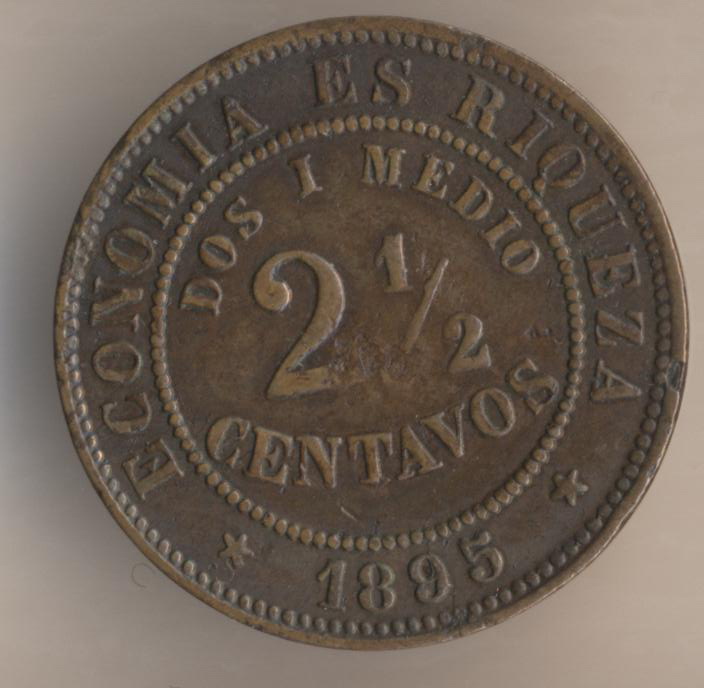 ECONOMIA ES RIQUEZA
DOS I MEDIO
2 1/2
CENTAVOS
1895